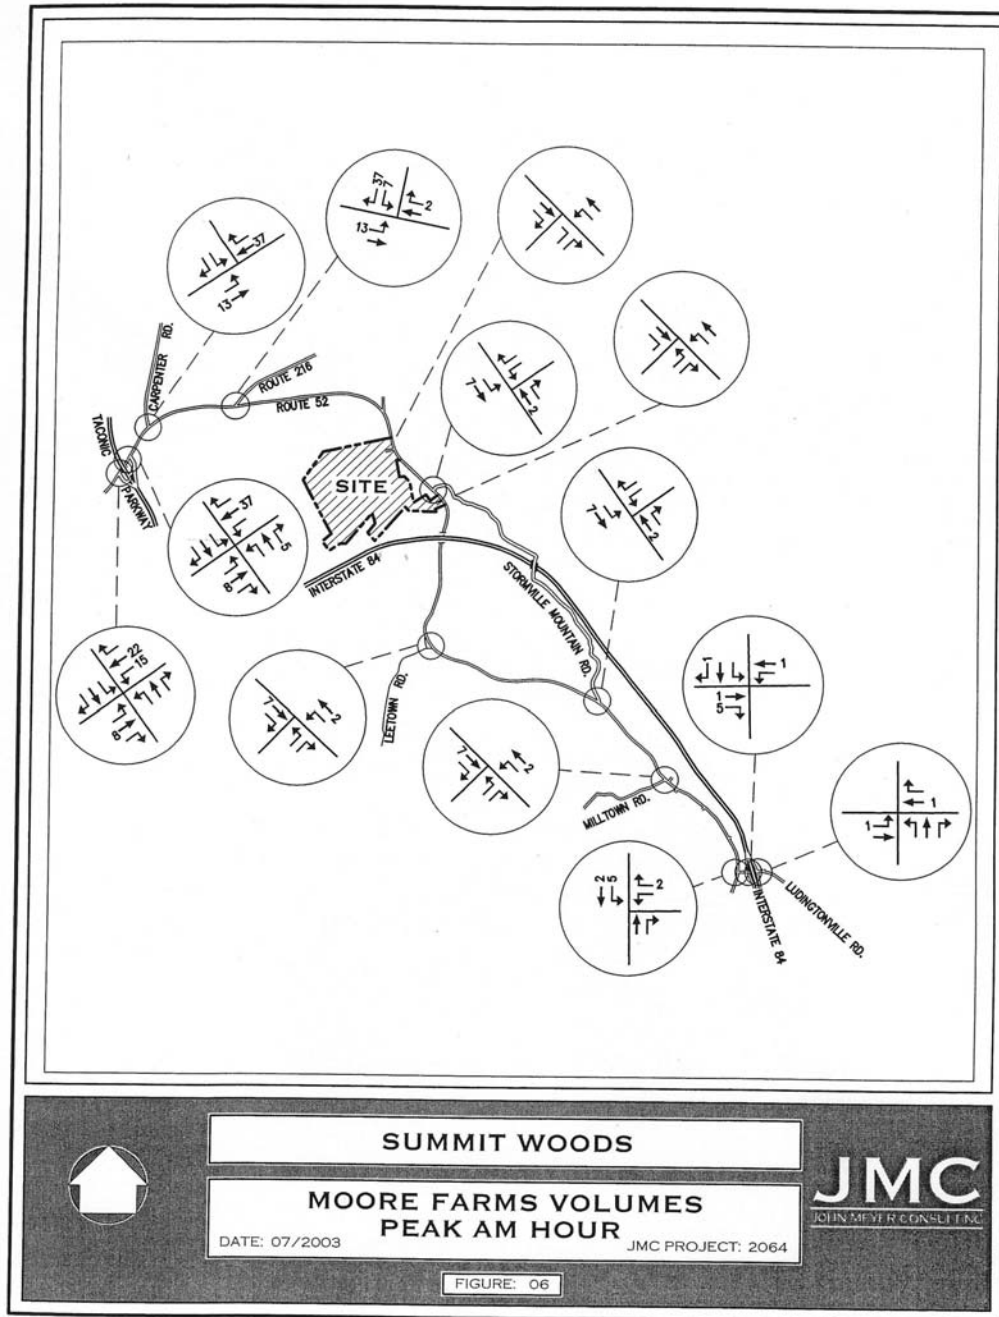 37
7
2
13
37
13
CARPENTER RD.
ROUTE 216
ROUTE 52
TACONIC
PARKWAY
7
2
SITE
37
5
8
INTERSTATE 84
STORMVILLE MOUNTAIN RD.
7
2
22
15
8
LEETOWN RD.
7
2
1
1
1
5
7
2
MILLTOWN RD.
1
1
2
5
2
INTERSTATE 84
LUDINGTONVILLE RD.
SUMMIT WOODS
MOORE FARMS VOLUMES
PEAK AM HOUR
DATE: 07/2003
JMC PROJECT: 2064
FIGURE: 06
JMC
JOHN MEYER CONSULTING